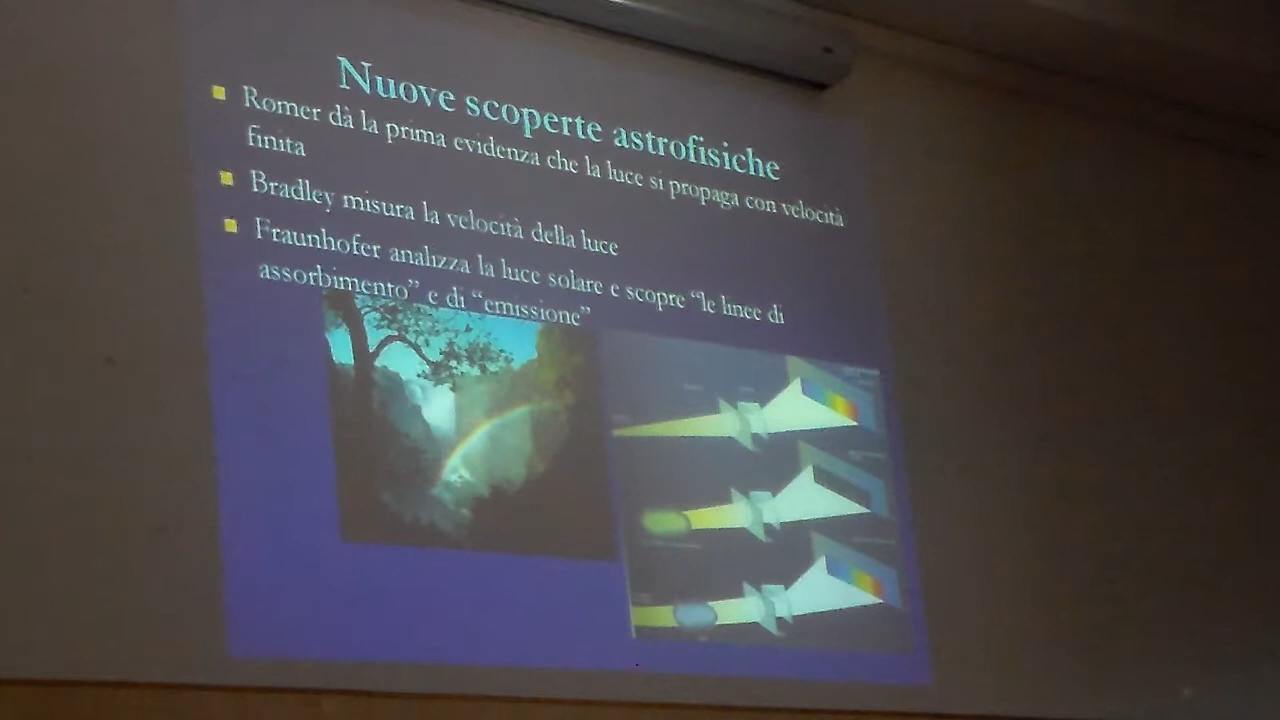 Nuove scoperte astrofisiche
Romer dà la prima evidenza che la luce si propaga con velocità
finita
Bradley misura la velocità della luce
Fraunhofer analizza la luce solare e scopre “le linee di
assorbimento” e di “emissione”